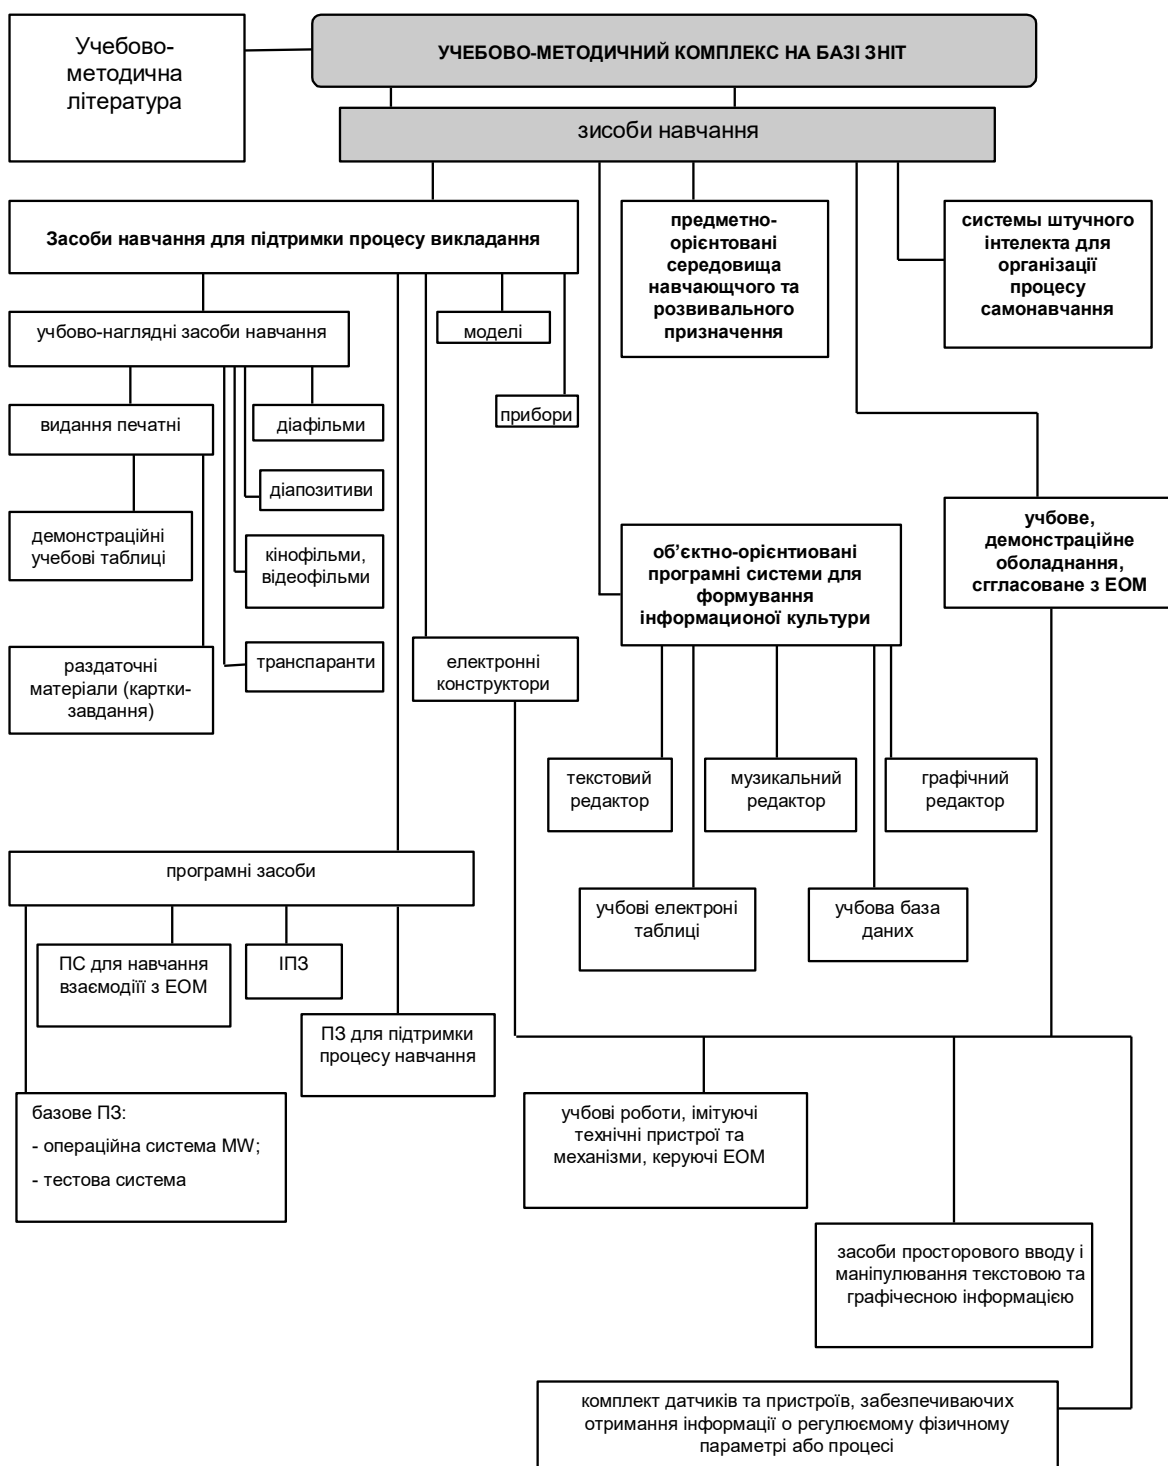 Учебово-
методична
література
УЧЕБОВО-МЕТОДИЧНИЙ КОМПЛЕКС НА БАЗІ ЗНІТ
зисоби навчання
Засоби навчання для підтримки процесу викладання
предметно-
орієнтовані
середовища
навчающчого та
розвивального
призначення
системы штучного
інтелекта для
організації
процесу
самонавчання
учбово-наглядні засоби навчання
моделі
видання печатні
діафільми
прибори
діапозитиви
демонстраційні
учебові таблиці
кінофільми,
відеофільми
об’єктно-орієнтиовані
програмні системи для
формування
інформационої культури
учбове,
демонстраційне
оболаднання,
сггласоване з ЕОМ
раздаточні
матеріали (картки-
завдання)
транспаранти
електронні
конструктори
текстовий
редактор
музикальний
редактор
графічний
редактор
програмні засоби
учбові електроні
таблиці
учбова база
даних
ПС для навчання
взаємодіїї з ЕОМ
ІПЗ
ПЗ для підтримки
процесу навчання
базове ПЗ:
- операційна система MW;
- тестова система
учбові роботи, імітуючі
технічні пристрої та
механізми, керуючі ЕОМ
засоби просторового вводу і
маніпулювання текстовою та
графічесною інформацією
комплект датчиків та пристроїв, забезпечиваючих
отримання інформації о регулюємому фізичному
параметрі або процесі